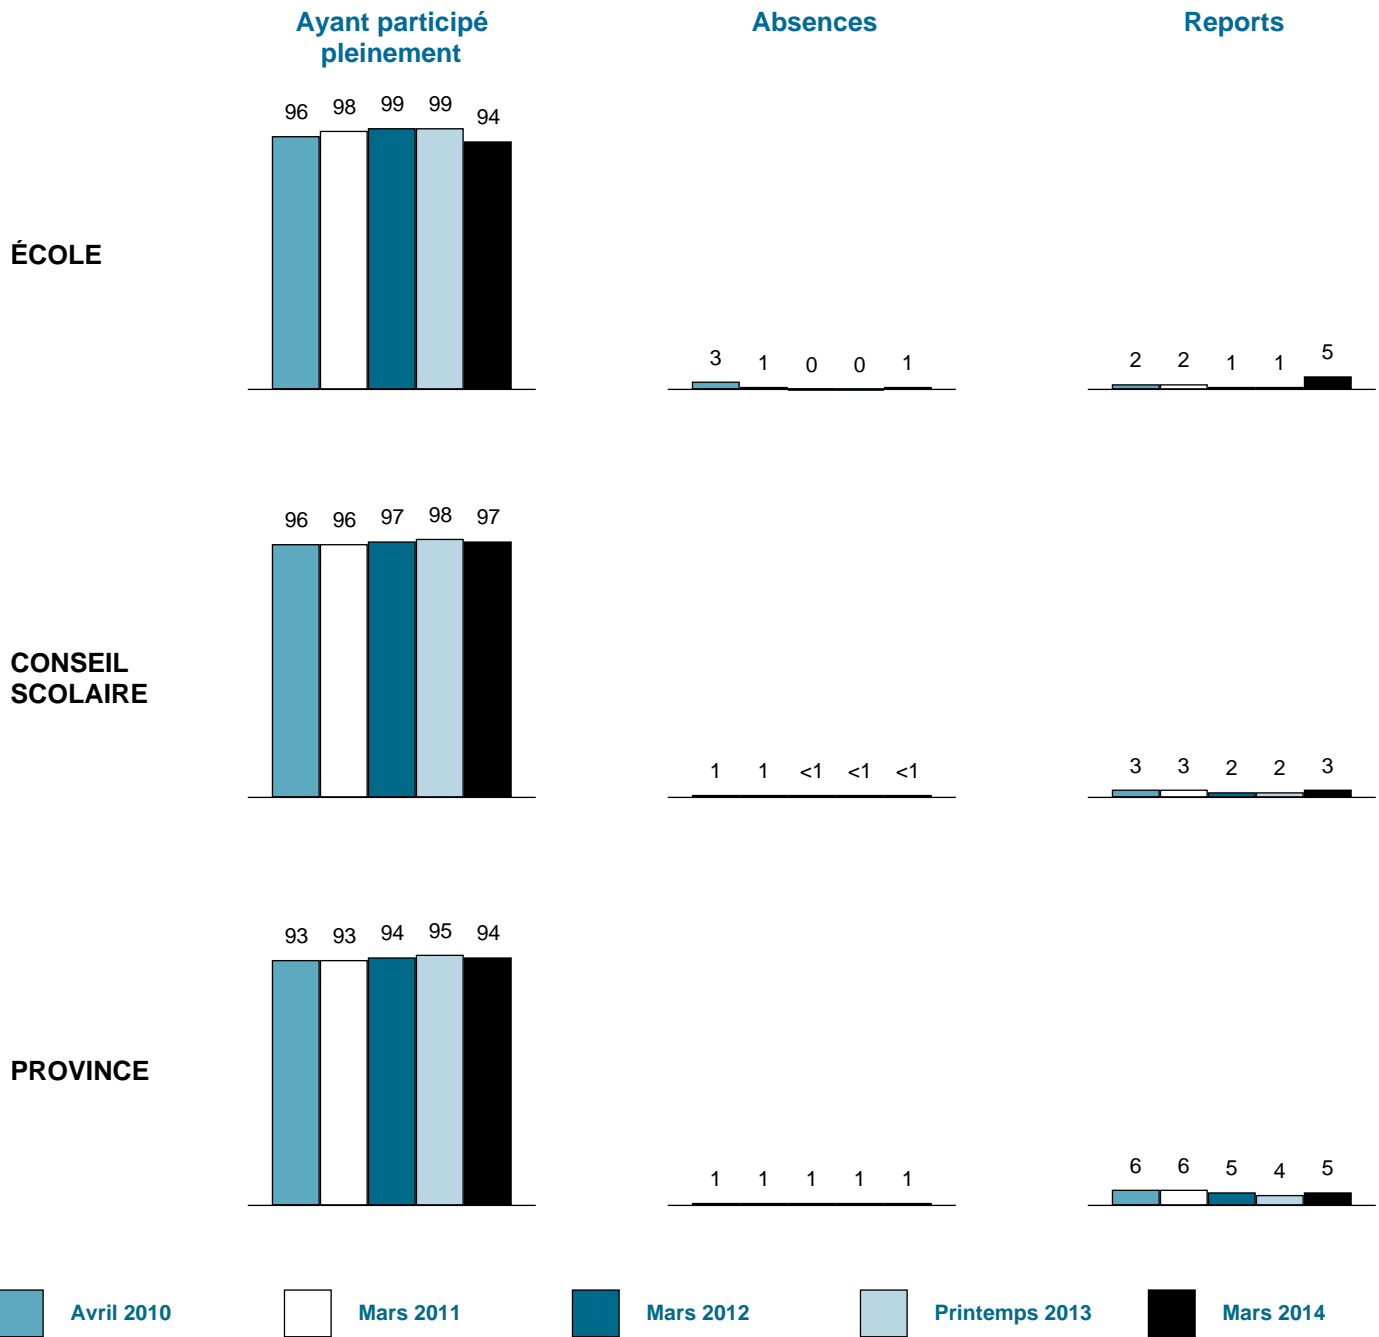 Ayant participé
pleinement
Absences
Reports
96 98 99 99 94
3 1 0 0 1
2 2 1 1 5
ÉCOLE
96 96 97 98 97
1 1 <1 <1 <1
3 3 2 2 3
CONSEIL
SCOLAIRE
93 93 94 95 94
1 1 1 1 1
6 6 5 4 5
PROVINCE
Avril 2010 Mars 2011 Mars 2012 Printemps 2013 Mars 2014